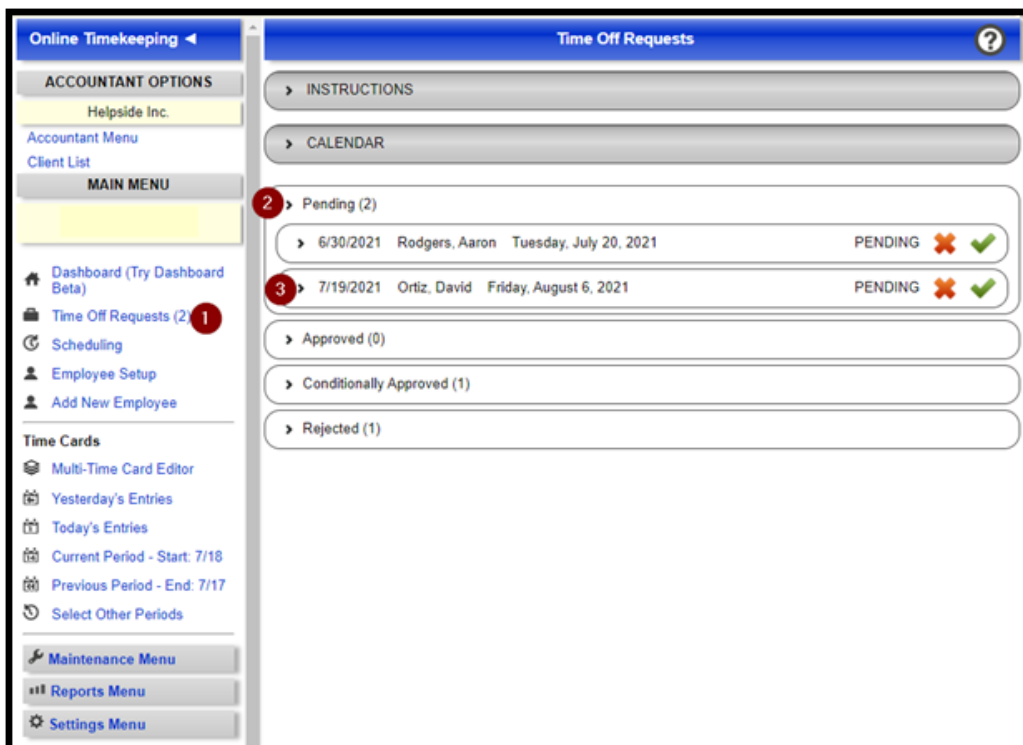 Online Timekeeping ◄
ACCOUNTANT OPTIONS
Helpside Inc.
Accountant Menu
Client List
MAIN MENU
Dashboard (Try Dashboard
Beta)
Time Off Requests (2) 1
Scheduling
Employee Setup
Add New Employee
Time Cards
Multi-Time Card Editor
Yesterday's Entries
Today's Entries
Current Period - Start: 7/18
Previous Period - End: 7/17
Select Other Periods
Maintenance Menu
Reports Menu
Settings Menu
Time Off Requests ?
INSTRUCTIONS
CALENDAR
2 Pending (2)
6/30/2021 Rodgers, Aaron Tuesday, July 20, 2021 PENDING
3 7/19/2021 Ortiz, David Friday, August 6, 2021 PENDING
Approved (0)
Conditionally Approved (1)
Rejected (1)